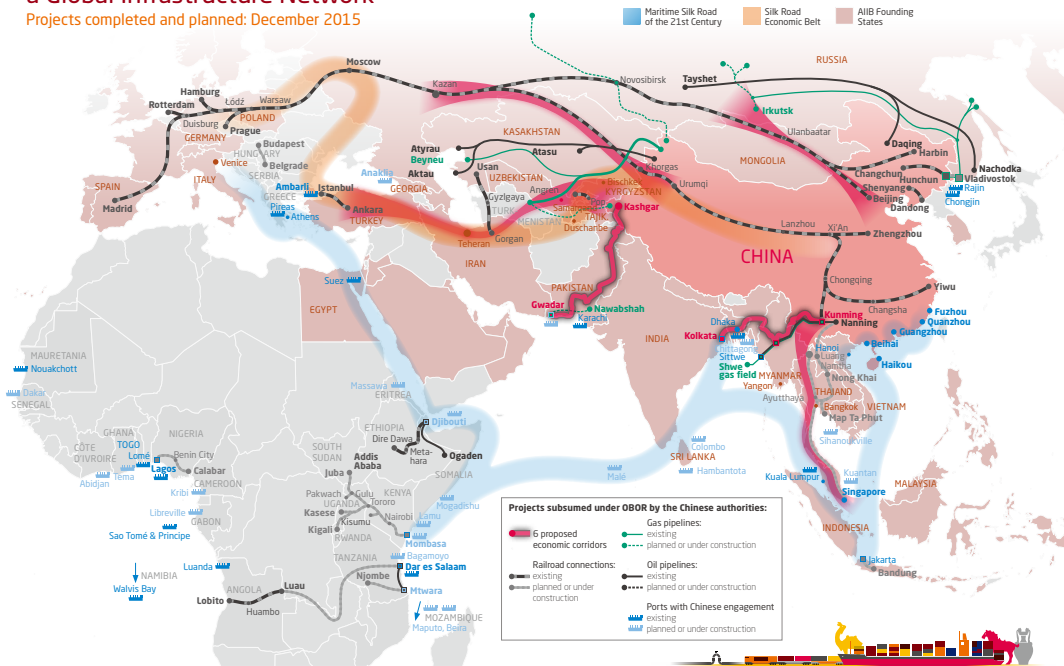 a Global Infrastructure Network
Projects completed and planned: December 2015
Maritime Silk Road
of the 21st Century
Silk Road
Economic Belt
AIIB Founding
States
RUSSIA
Moscow
Kazan
Novosibirsk
Tayshet
Hamburg
Rotterdam
Łódź
Warsaw
POLAND
Duisburg
Prague
GERMANY
Irkutsk
KASAKHSTAN
Ulanbaatar
Daqing
Harbin
Budapest
HUNGARY
Belgrade
SERBIA
Venice
ITALY
Atyrau
Beyneu
Aktau
Atasu
Usan
UZBEKISTAN
MONGOLIA
Changchun
Hunchun
Nachodka
Vladivostok
Rajin
Chongjin
Shenyang
Beijing
Dandong
SPAIN
Madrid
Ambarli
Istanbul
GREECE
Pireas
Athens
Anaklia
GEORGIA
Ankara
TURKEY
Gyzlgaya
Angren
Bischkek
KYRGYZSTAN
Urumqi
Pop
Kashgar
TURK
MENISTAN
TAJIK.
Duschanbe
Teheran
Gorgan
Lanzhou
Xi'An
Zhengzhou
IRAN
CHINA
Suez
EGYPT
PAKISTAN
Gwadar
Nawabshah
Karachi
Chongqing
Yiwu
Changsha
Fuzhou
Quanzhou
Guangzhou
Kunming
Nanning
INDIA
Dhaka
Kolkata
Chittagong
Sittwe
Shwe
gas field
MYANMAR
Yangon
Hanoi
Luang
Namtha
Nong Khai
Beihai
Haikou
THAILAND
VIETNAM
Ayutthaya
Bangkok
Map Ta Phut
Sihanoukville
MAURETANIA
Nouakchott
Dakar
SENEGAL
Massawa
ERITREA
Djibouti
ETHIOPIA
Dire Dawa
Meta-
hara
Ogaden
GHANA
CÔTE
D'IVROIRE
TOGO
Lomé
NIGERIA
Benin City
Lagos
Tema
Abidjan
Calabar
CAMEROON
Kribi
SOUTH
SUDAN
Addis
Ababa
Juba
SOMALIA
Mogadishu
Colombo
SRI LANKA
Hambantota
Malé
Kuala Lumpur
Kuantan
MALAYSIA
Singapore
INDONESIA
Jakarta
Bandung
Libreville
GABON
Sao Tomé & Principe
Pakwach
Gulu
KENYA
Tororo
UGANDA
Kasese
Kisumu
Nairobi
Lamu
Kigali
RWANDA
Mombasa
TANZANIA
Bagamoyo
Dar es Salaam
Luanda
NAMIBIA
Walvis Bay
ANGOLA
Luau
Lobito
Huambo
Njombe
Mtwara
MOZAMBIQUE
Maputo, Beira
Projects subsumed under OBOR by the Chinese authorities:
6 proposed
economic corridors
Gas pipelines:
existing
planned or under construction
Railroad connections:
existing
planned or under
construction
Oil pipelines:
existing
planned or under construction
Ports with Chinese engagement
existing
planned or under construction